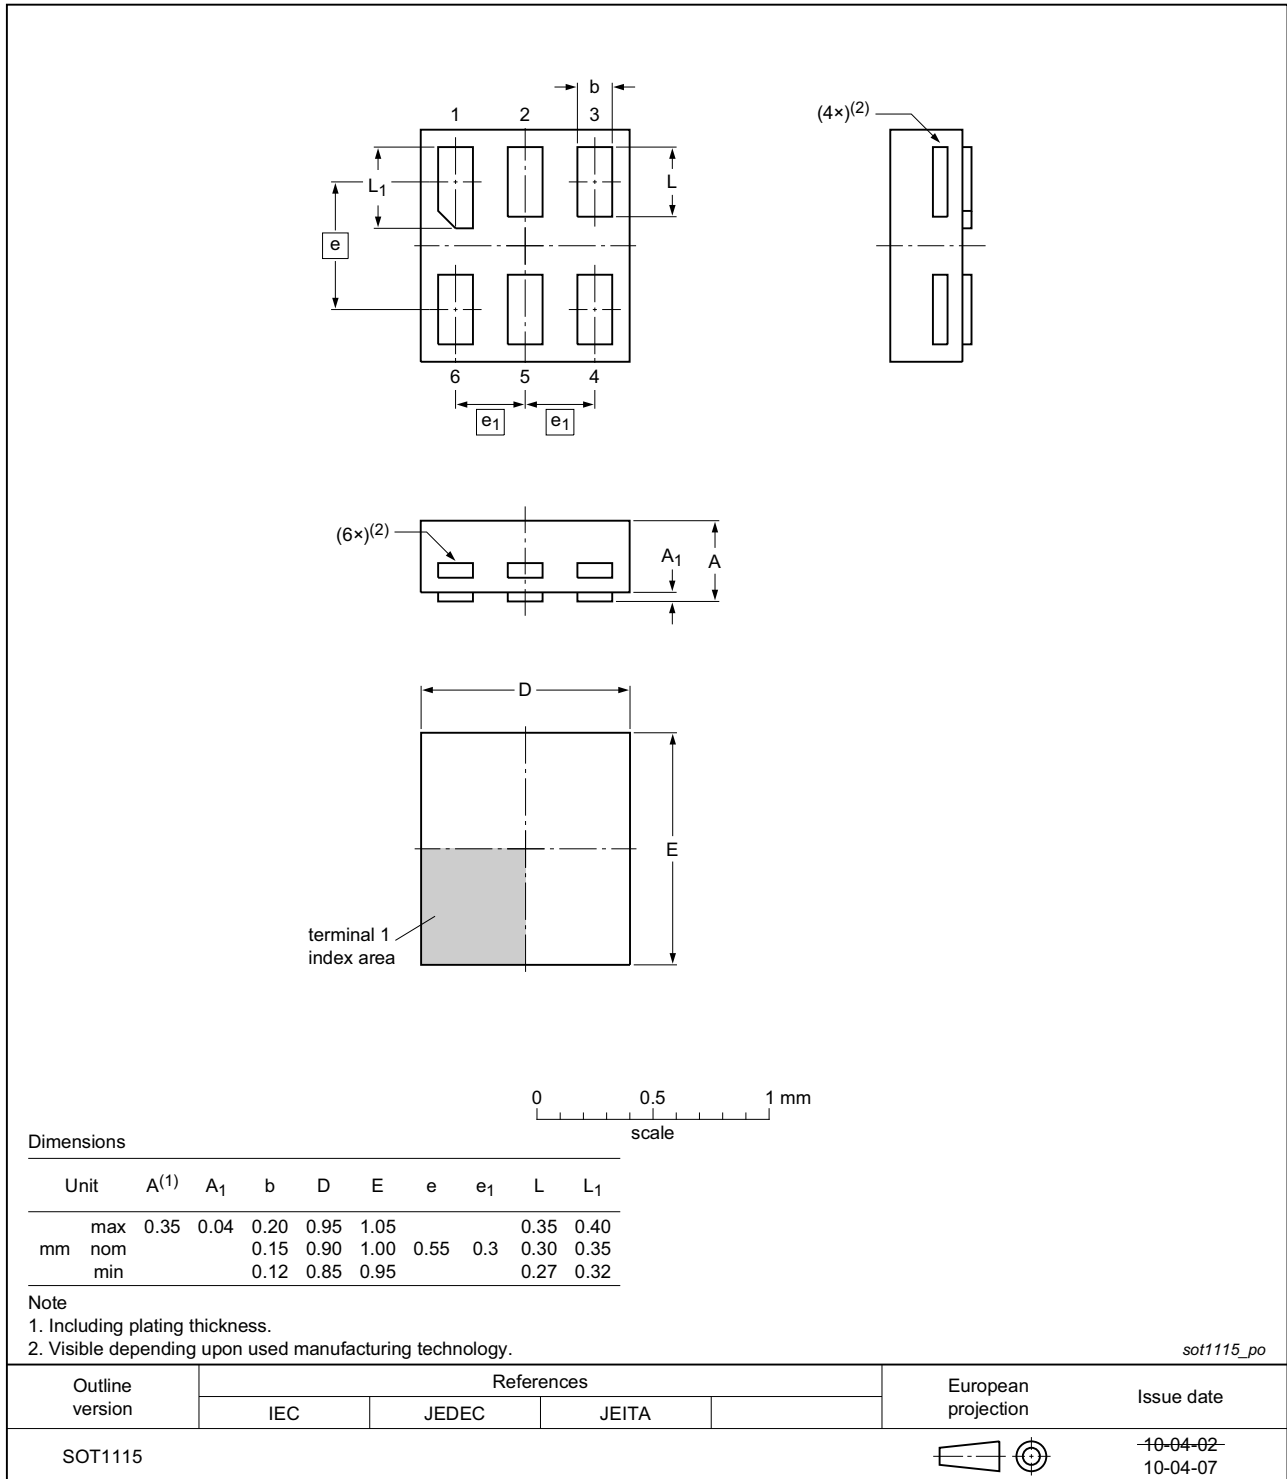 b
1 2 3
(4×)(2)
L1
L
e
6 5 4
e1 e1
(6×)(2)
A1
A
D
E
terminal 1
index area
0 0.5 1 mm
scale
Dimensions
Unit A(1) A1 b D E e e1 L L1
max 0.35 0.04 0.20 0.95 1.05 0.35 0.40
mm nom 0.15 0.90 1.00 0.55 0.3 0.30 0.35
min 0.12 0.85 0.95 0.27 0.32
Note
1. Including plating thickness.
2. Visible depending upon used manufacturing technology.
sot1115_po
Outline
version
References
IEC JEDEC JEITA
European
projection
Issue date
SOT1115
10-04-02
10-04-07